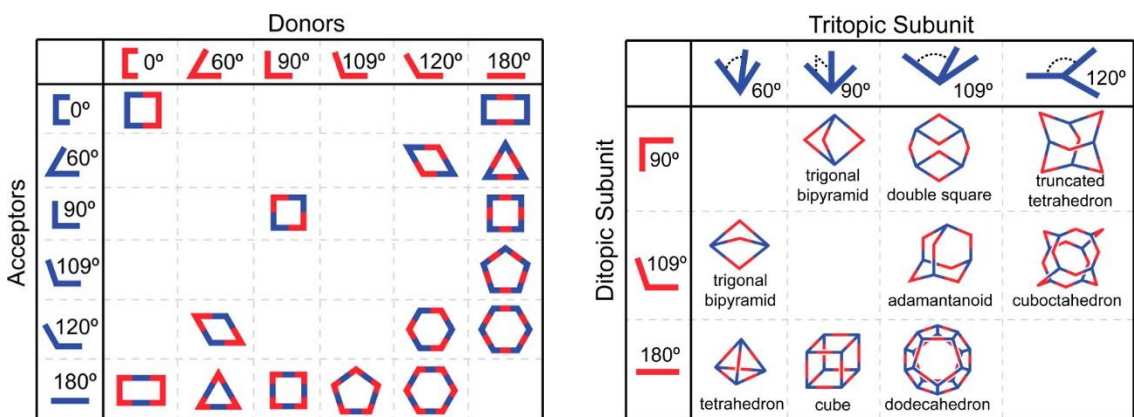 Donors
0º 60º 90º 109º 120º 180º
Acceptors
0º
60º
90º
109º
120º
180º
Tritopic Subunit
60º 90º 109º 120º
Ditopic Subunit
90º
trigonal
bipyramid
double square
truncated
tetrahedron
109º
trigonal
bipyramid
adamantanoid
cuboctahedron
180º
tetrahedron
cube
dodecahedron